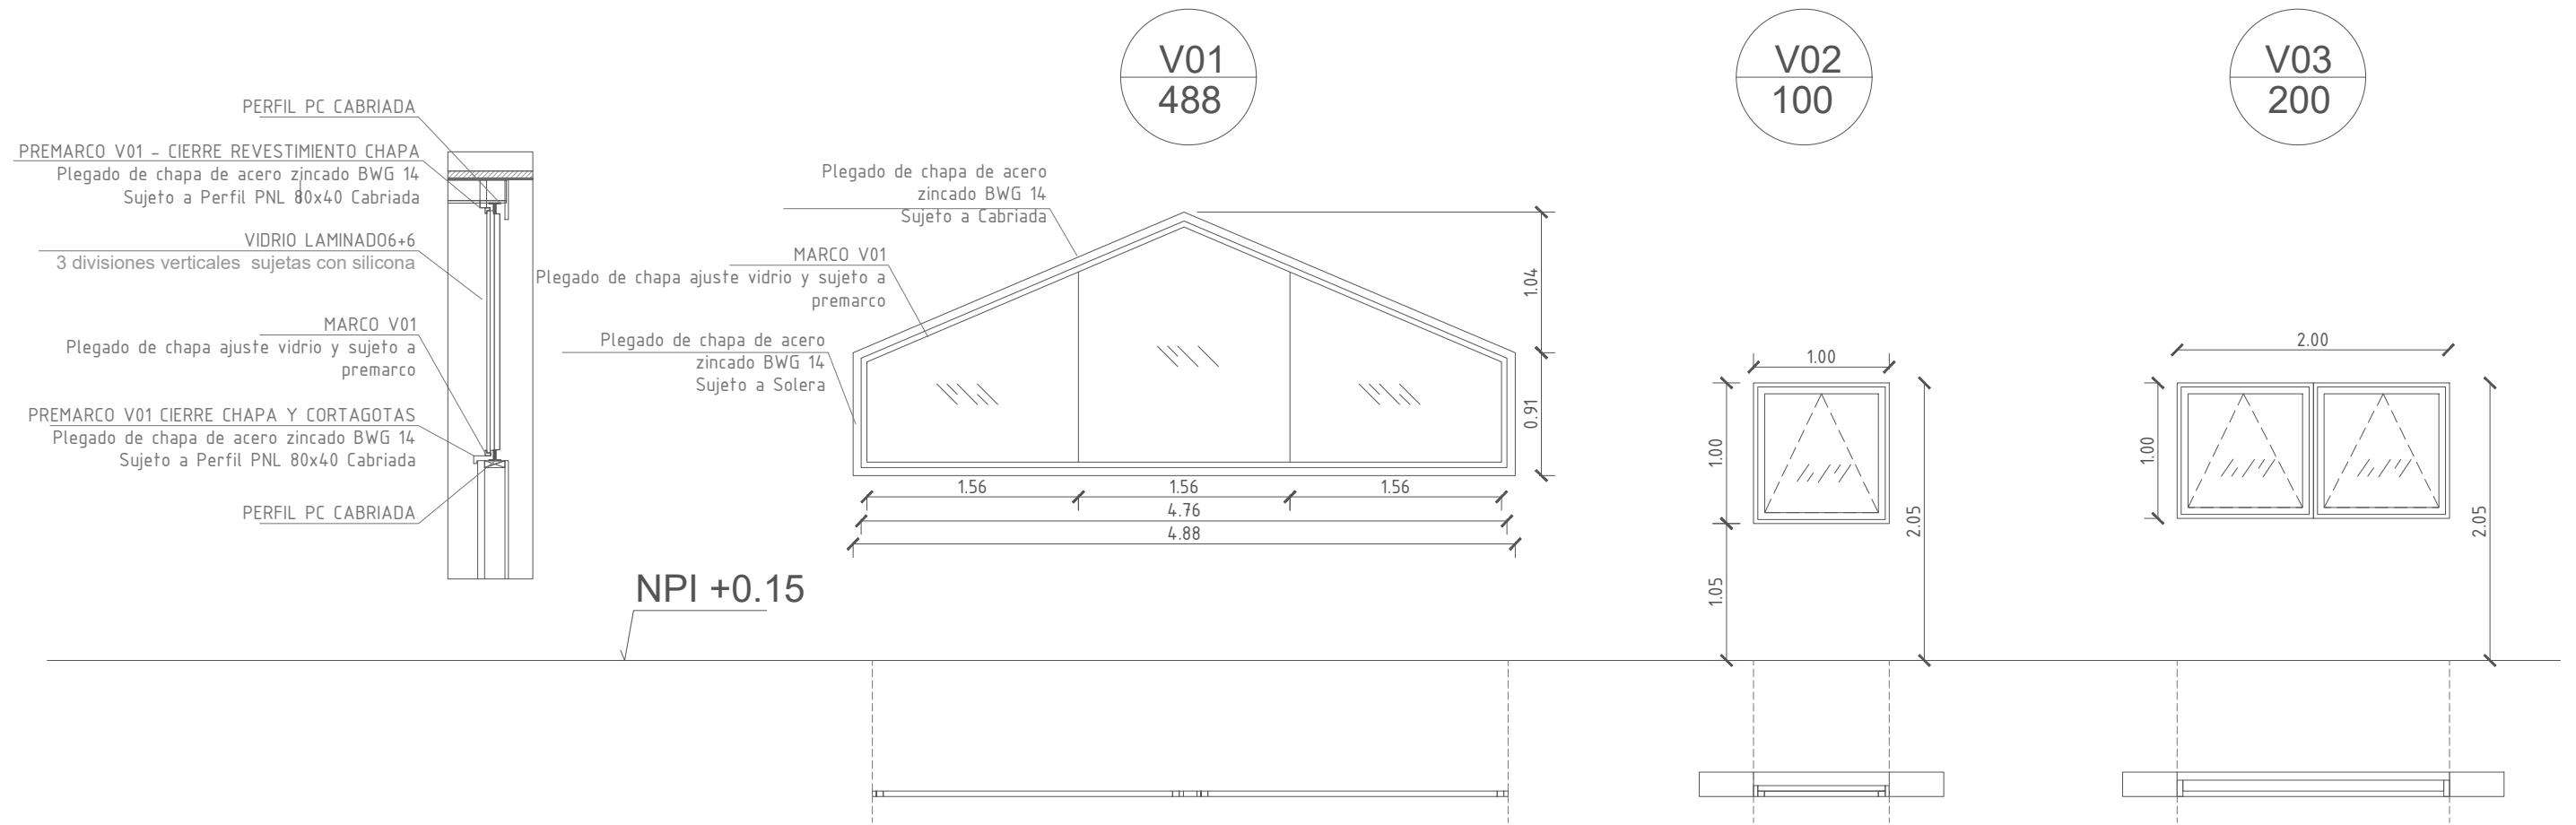 PERFIL PC CABRIADA
PREMARCO V01 - CIERRE REVESTIMIENTO CHAPA
Plegado de chapa de acero zincado BWG 14
Sujeto a Perfil PNL 80x40 Cabriada
VIDRIO LAMINADO6+6
3 divisiones verticales sujetas con silicona
MARCO V01
Plegado de chapa ajuste vidrio y sujeto a
premarco
PREMARCO V01 CIERRE CHAPA Y CORTAGOTAS
Plegado de chapa de acero zincado BWG 14
Sujeto a Perfil PNL 80x40 Cabriada
PERFIL PC CABRIADA
V01
488
Plegado de chapa de acero
zincado BWG 14
Sujeto a Cabriada
MARCO V01
Plegado de chapa ajuste vidrio y sujeto a
premarco
Plegado de chapa de acero
zincado BWG 14
Sujeto a Solera
1.04
0.91
1.56
1.56
1.56
4.76
4.88
NPI +0.15
V02
100
1.00
1.00
1.05
2.05
V03
200
2.00
1.00
2.05